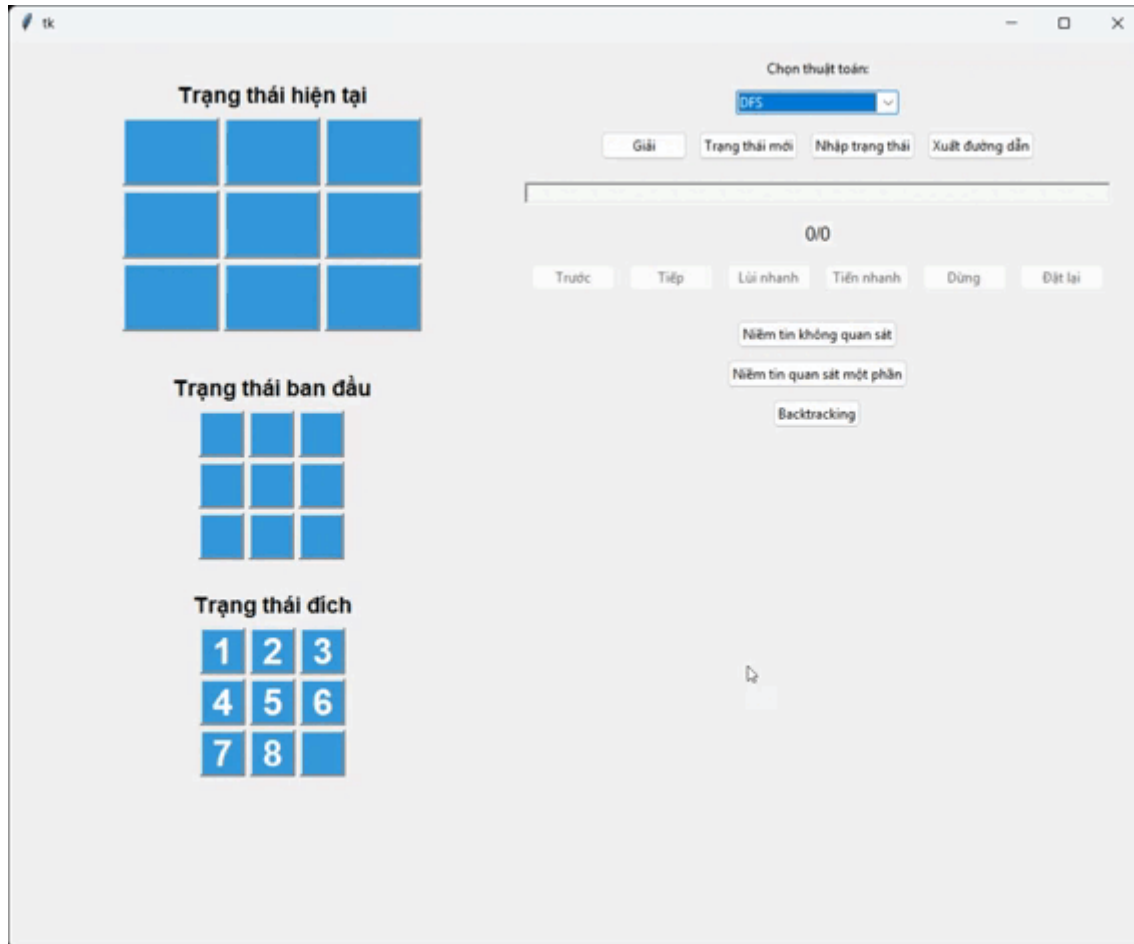 tk
Chọn thuật toán:
DFS
Giải Trạng thái mới Nhập trạng thái Xuất đường dẫn
0/0
Trước Tiếp Lùi nhanh Tiến nhanh Dừng Đặt lại
Niềm tin không quan sát
Niềm tin quan sát một phần
Backtracking
Trạng thái hiện tại
Trạng thái ban đầu
Trạng thái đích
1 2 3
4 5 6
7 8